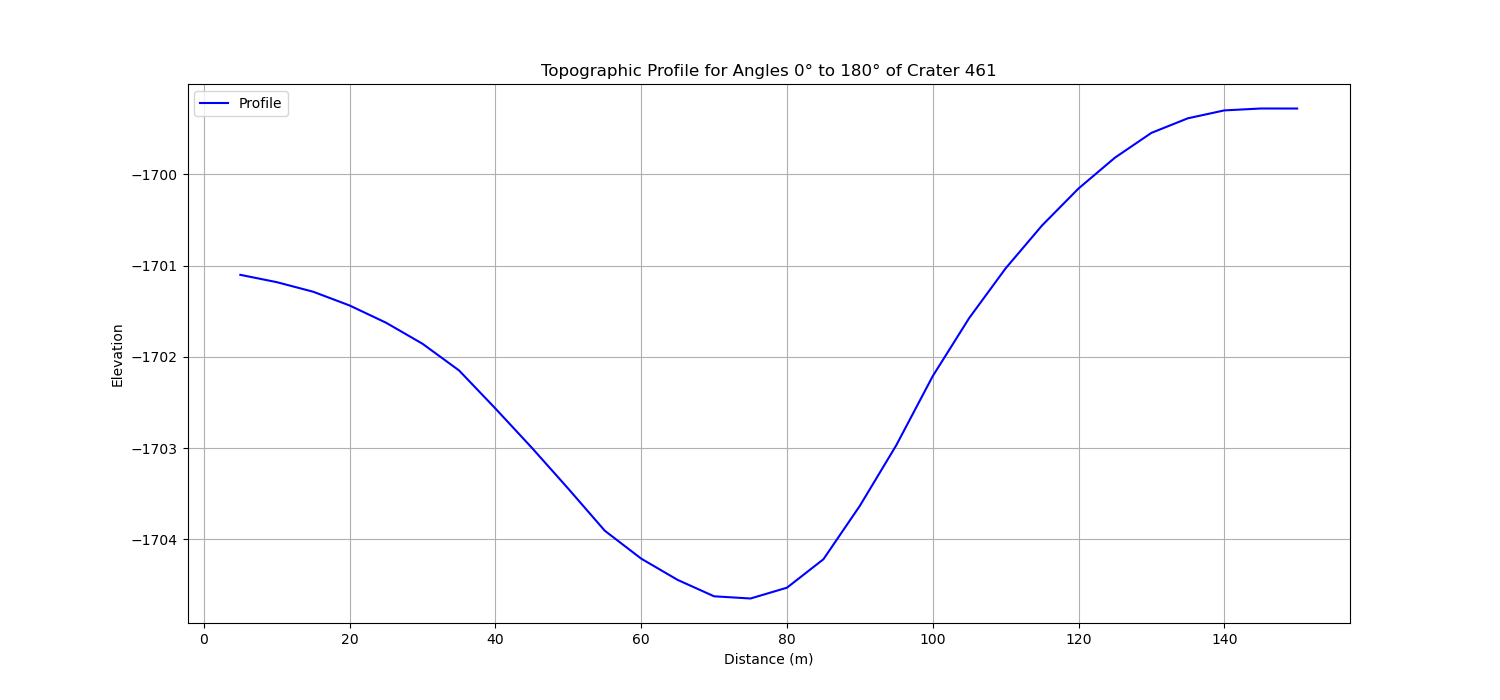 Topographic Profile for Angles 0° to 180° of Crater 461
Profile
−1700
−1701
−1702
−1703
−1704
Elevation
0 20 40 60 80 100 120 140
Distance (m)